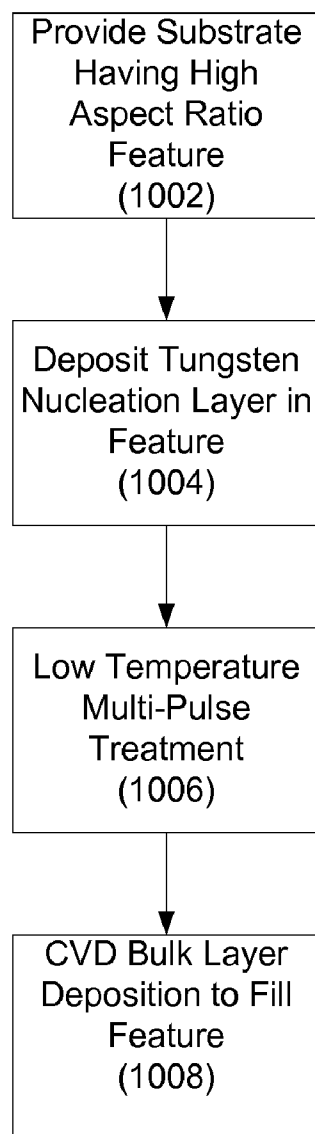 Provide Substrate
Having High
Aspect Ratio
Feature
(1002)
Deposit Tungsten
Nucleation Layer in
Feature
(1004)
Low Temperature
Multi-Pulse
Treatment
(1006)
CVD Bulk Layer
Deposition to Fill
Feature
(1008)